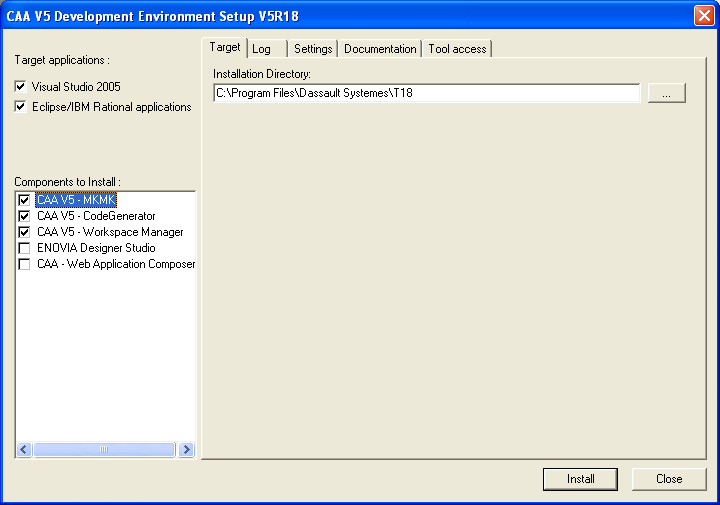 CAA V5 Development Environment Setup V5R18
Target applications :
Visual Studio 2005
Eclipse/IBM Rational applications
Components to Install :
CAA V5 - MKMK
CAA V5 - CodeGenerator
CAA V5 - Workspace Manager
ENOVIA Designer Studio
CAA - Web Application Composer
Target Log Settings Documentation Tool access
Installation Directory:
C:\Program Files\Dassault Systemes\T18
...
Install Close